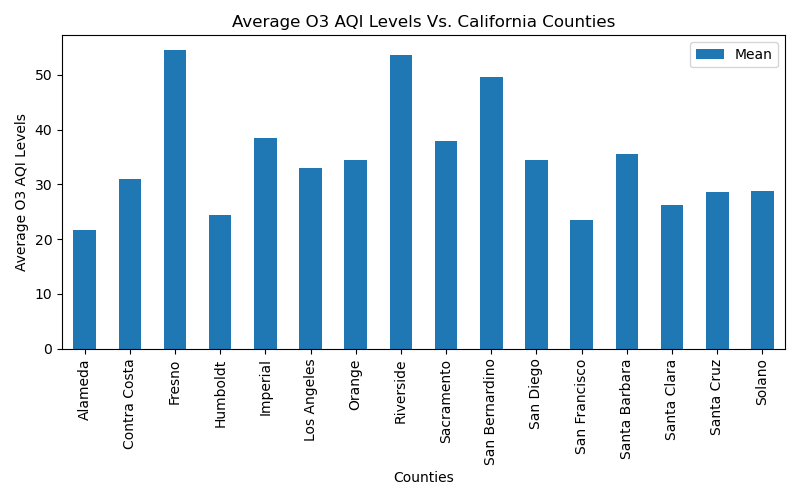 Average O3 AQI Levels Vs. California Counties
Mean
Average O3 AQI Levels
50
40
30
20
10
0
Alameda
Contra Costa
Fresno
Humboldt
Imperial
Los Angeles
Orange
Riverside
Sacramento
San Bernardino
San Diego
San Francisco
Santa Barbara
Santa Clara
Santa Cruz
Solano
Counties